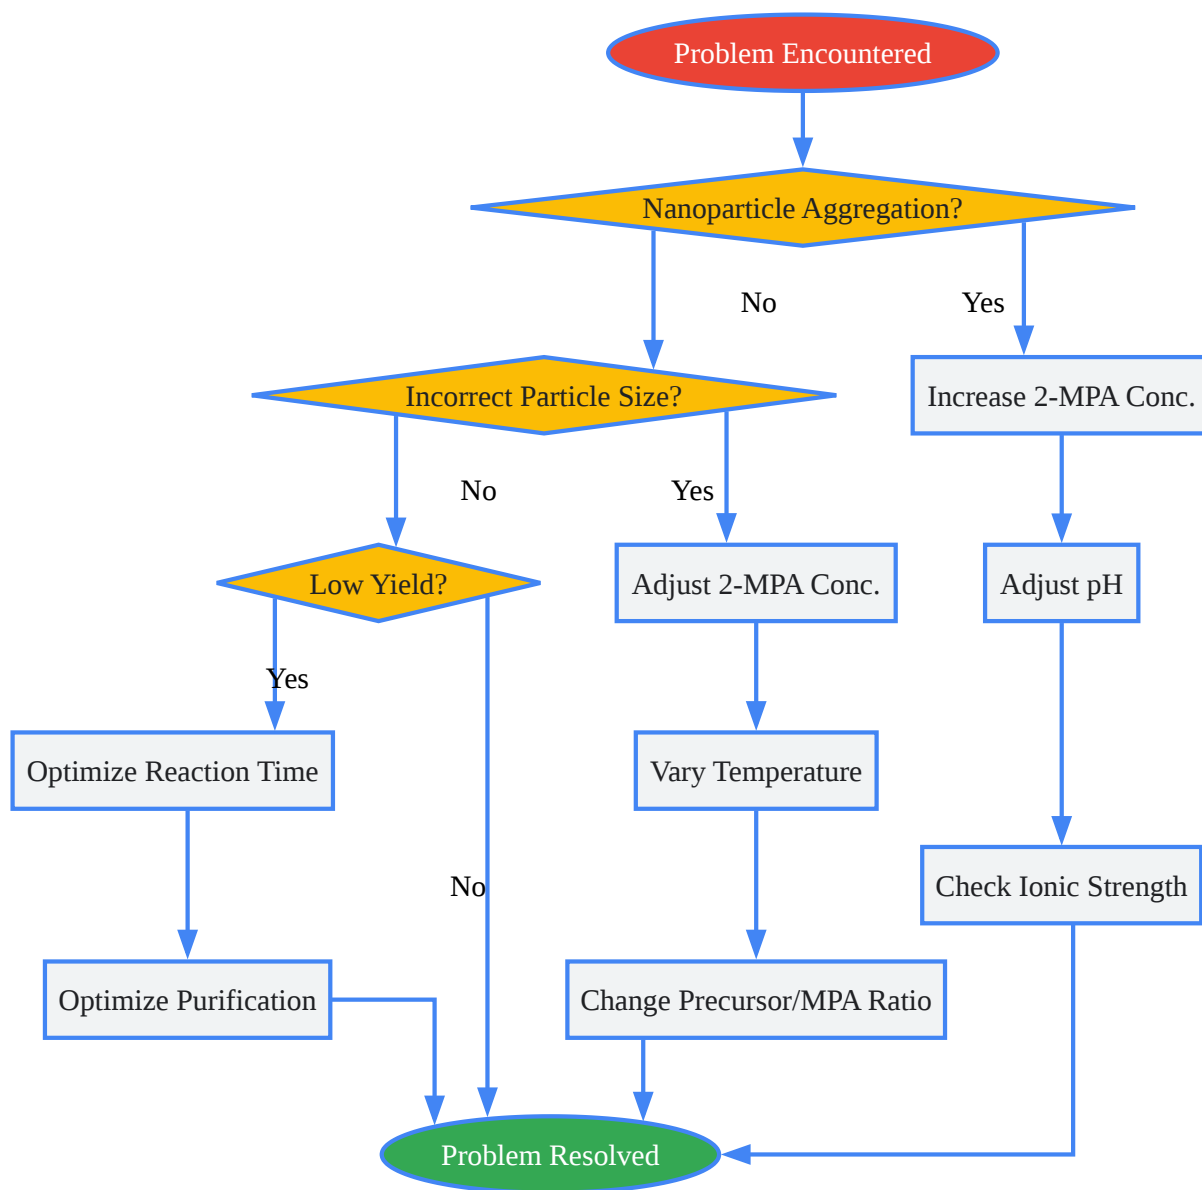 Problem Encountered
Nanoparticle Aggregation?
No
Yes
Incorrect Particle Size?
Increase 2-MPA Conc.
No
Yes
Low Yield?
Adjust 2-MPA Conc.
Adjust pH
Yes
Optimize Reaction Time
Vary Temperature
No
Check Ionic Strength
Optimize Purification
Change Precursor/MPA Ratio
Problem Resolved